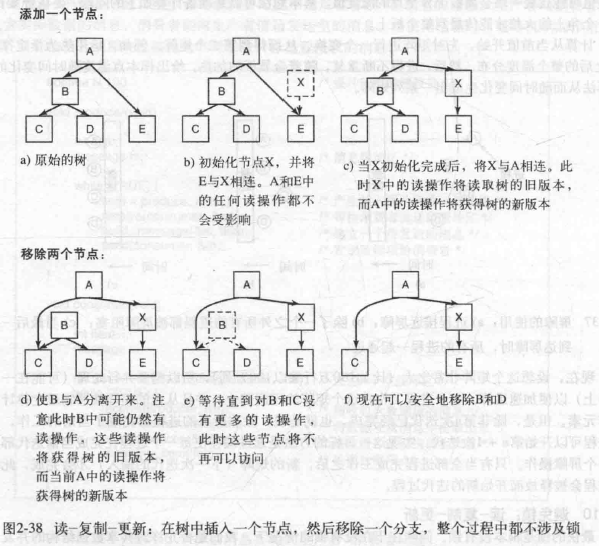 添加一个节点：
A
B
C D E
a) 原始的树
A
B X
C D E
b) 初始化节点X，并将
E与X相连。A和E中
的任何读操作都不
会受影响
A
X
C D E
c) 当X初始化完成后，将X与A相连。此
时X中的读操作将读取树的旧版本，
而A中的读操作将获得树的新版本
移除两个节点：
A
B X
C D E
d) 使B与A分离开来。注
意此时B中可能仍然有
读操作。这些读操作
将获得树的旧版本，
而当前A中的读操作将
获得树的新版本
A
B X
C D E
e) 等待直到对B和C没
有更多的读操作。
此时这些节点将不
再可以访问
A
X
C E
f) 现在可以安全地移除B和D
图2-38 读-复制-更新：在树中插入一个节点，然后移除一个分支，整个过程中都不涉及锁